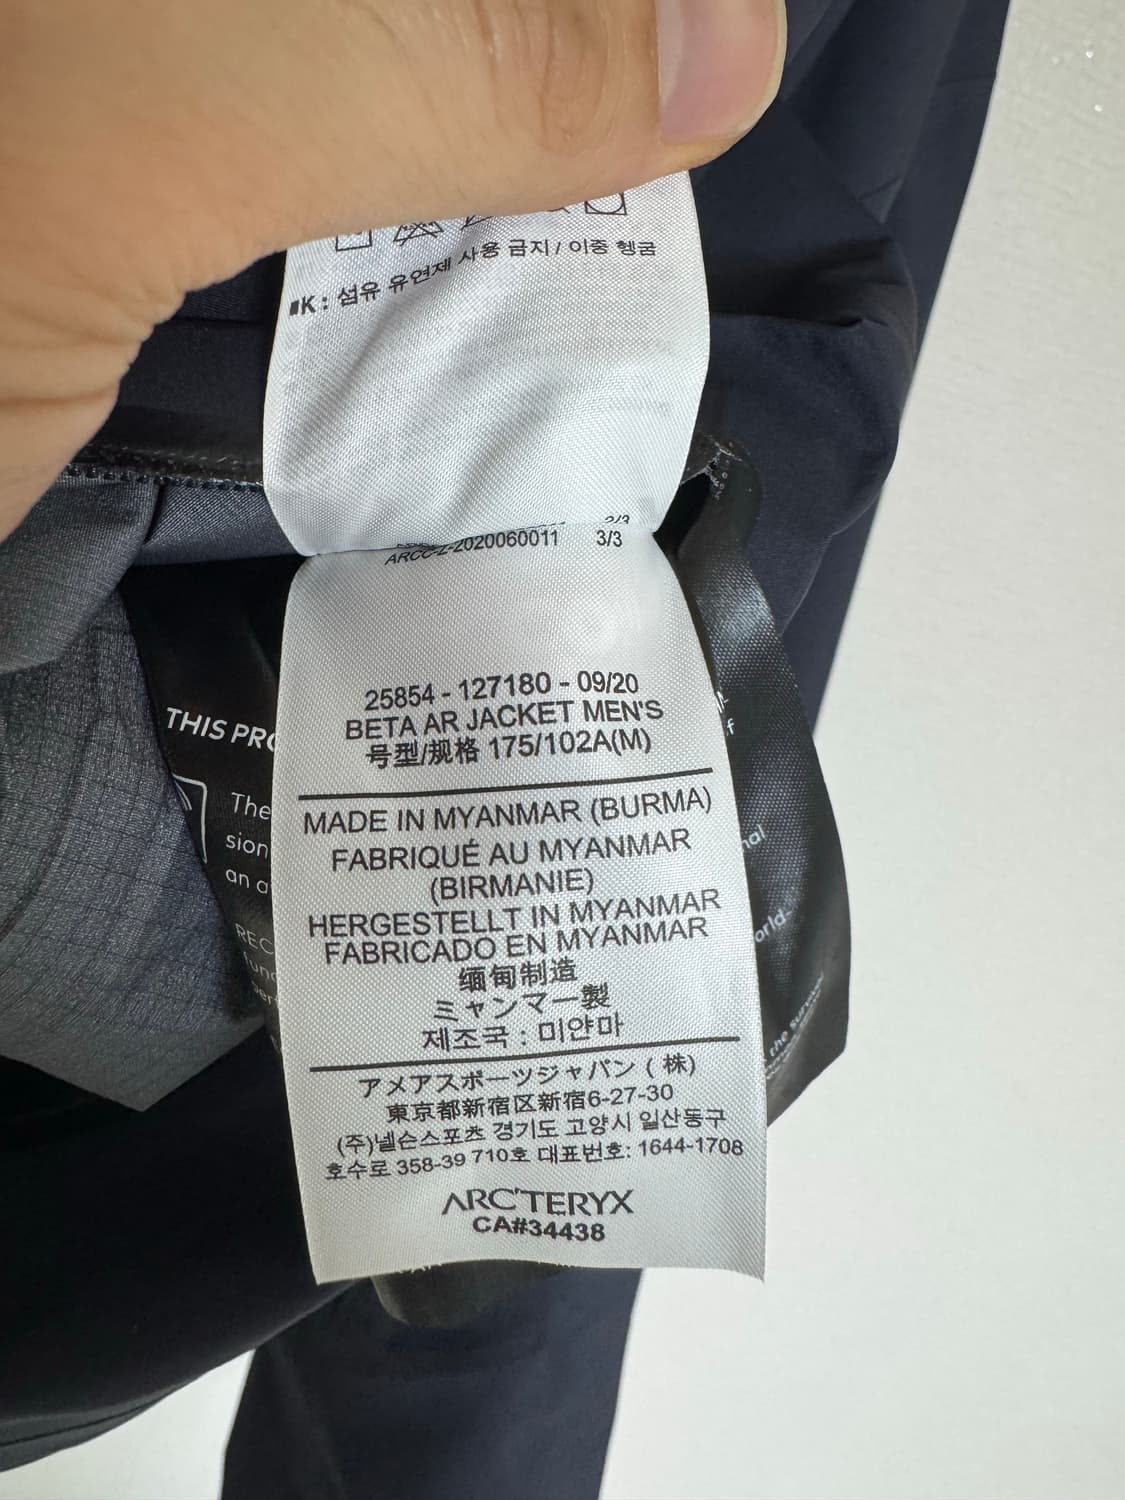 K : 섬유 유연제 사용 금지 / 이중 헹굼
2/3
ARCC-Z-2020060011 3/3
25854 - 127180 - 09/20
BETA AR JACKET MEN'S
号型/规格 175/102A(M)
MADE IN MYANMAR (BURMA)
FABRIQUÉ AU MYANMAR
(BIRMANIE)
HERGESTELLT IN MYANMAR
FABRICADO EN MYANMAR
缅甸制造
ミャンマー製
제조국 : 미얀마
アメアスポーツジャパン ( 株)
東京都新宿区新宿6-27-30
(주)넬슨스포츠 경기도 고양시 일산동구
호수로 358-39 710호 대표번호: 1644-1708
ARC'TERYX
CA#34438
THIS
The
sion
an
the